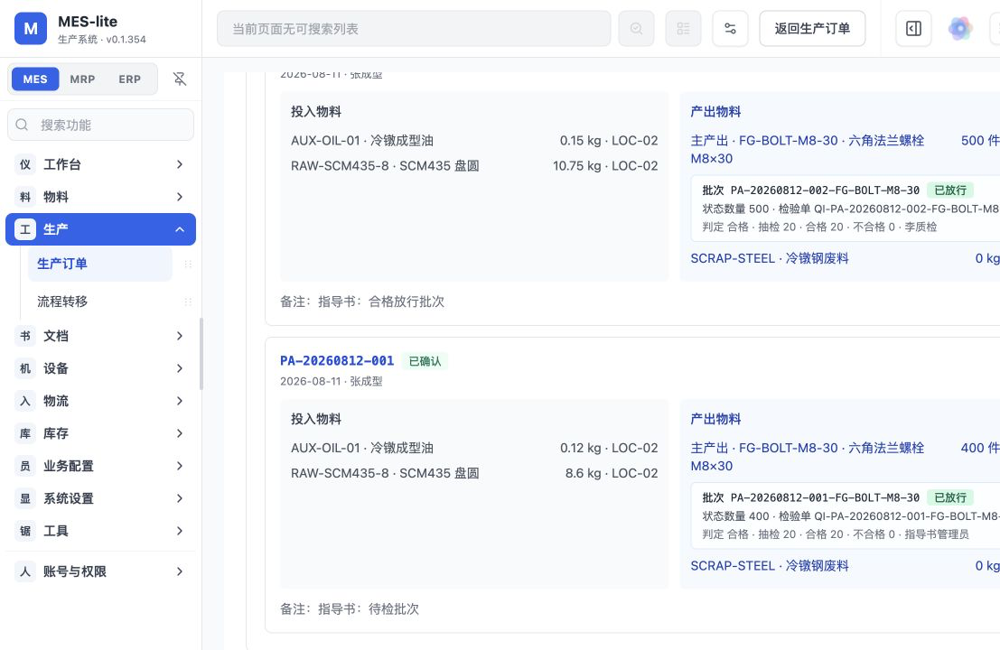 M
MES-lite
生产系统 · v0.1.354
当前页面无可搜索列表
返回生产订单
MES
MRP
ERP
搜索功能
仪 工作台
料 物料
工 生产
生产订单
流程转移
书 文档
机 设备
入 物流
库 库存
员 业务配置
显 系统设置
锯 工具
人 账号与权限
2026-08-11 · 张成型
投入物料
AUX-OIL-01 · 冷镦成型油 0.15 kg · LOC-02
RAW-SCM435-8 · SCM435 盘圆 10.75 kg · LOC-02
产出物料
主产出 · FG-BOLT-M8-30 · 六角法兰螺栓 500 件
M8×30
批次 PA-20260812-002-FG-BOLT-M8-30 已放行
状态数量 500 · 检验单 QI-PA-20260812-002-FG-BOLT-M8
判定 合格 · 抽检 20 · 合格 20 · 不合格 0 · 李质检
SCRAP-STEEL · 冷镦钢废料 0 kg
备注：指导书：合格放行批次
PA-20260812-001 已确认
2026-08-11 · 张成型
投入物料
AUX-OIL-01 · 冷镦成型油 0.12 kg · LOC-02
RAW-SCM435-8 · SCM435 盘圆 8.6 kg · LOC-02
产出物料
主产出 · FG-BOLT-M8-30 · 六角法兰螺栓 400 件
M8×30
批次 PA-20260812-001-FG-BOLT-M8-30 已放行
状态数量 400 · 检验单 QI-PA-20260812-001-FG-BOLT-M8-
判定 合格 · 抽检 20 · 合格 20 · 不合格 0 · 指导书管理员
SCRAP-STEEL · 冷镦钢废料 0 kg
备注：指导书：待检批次